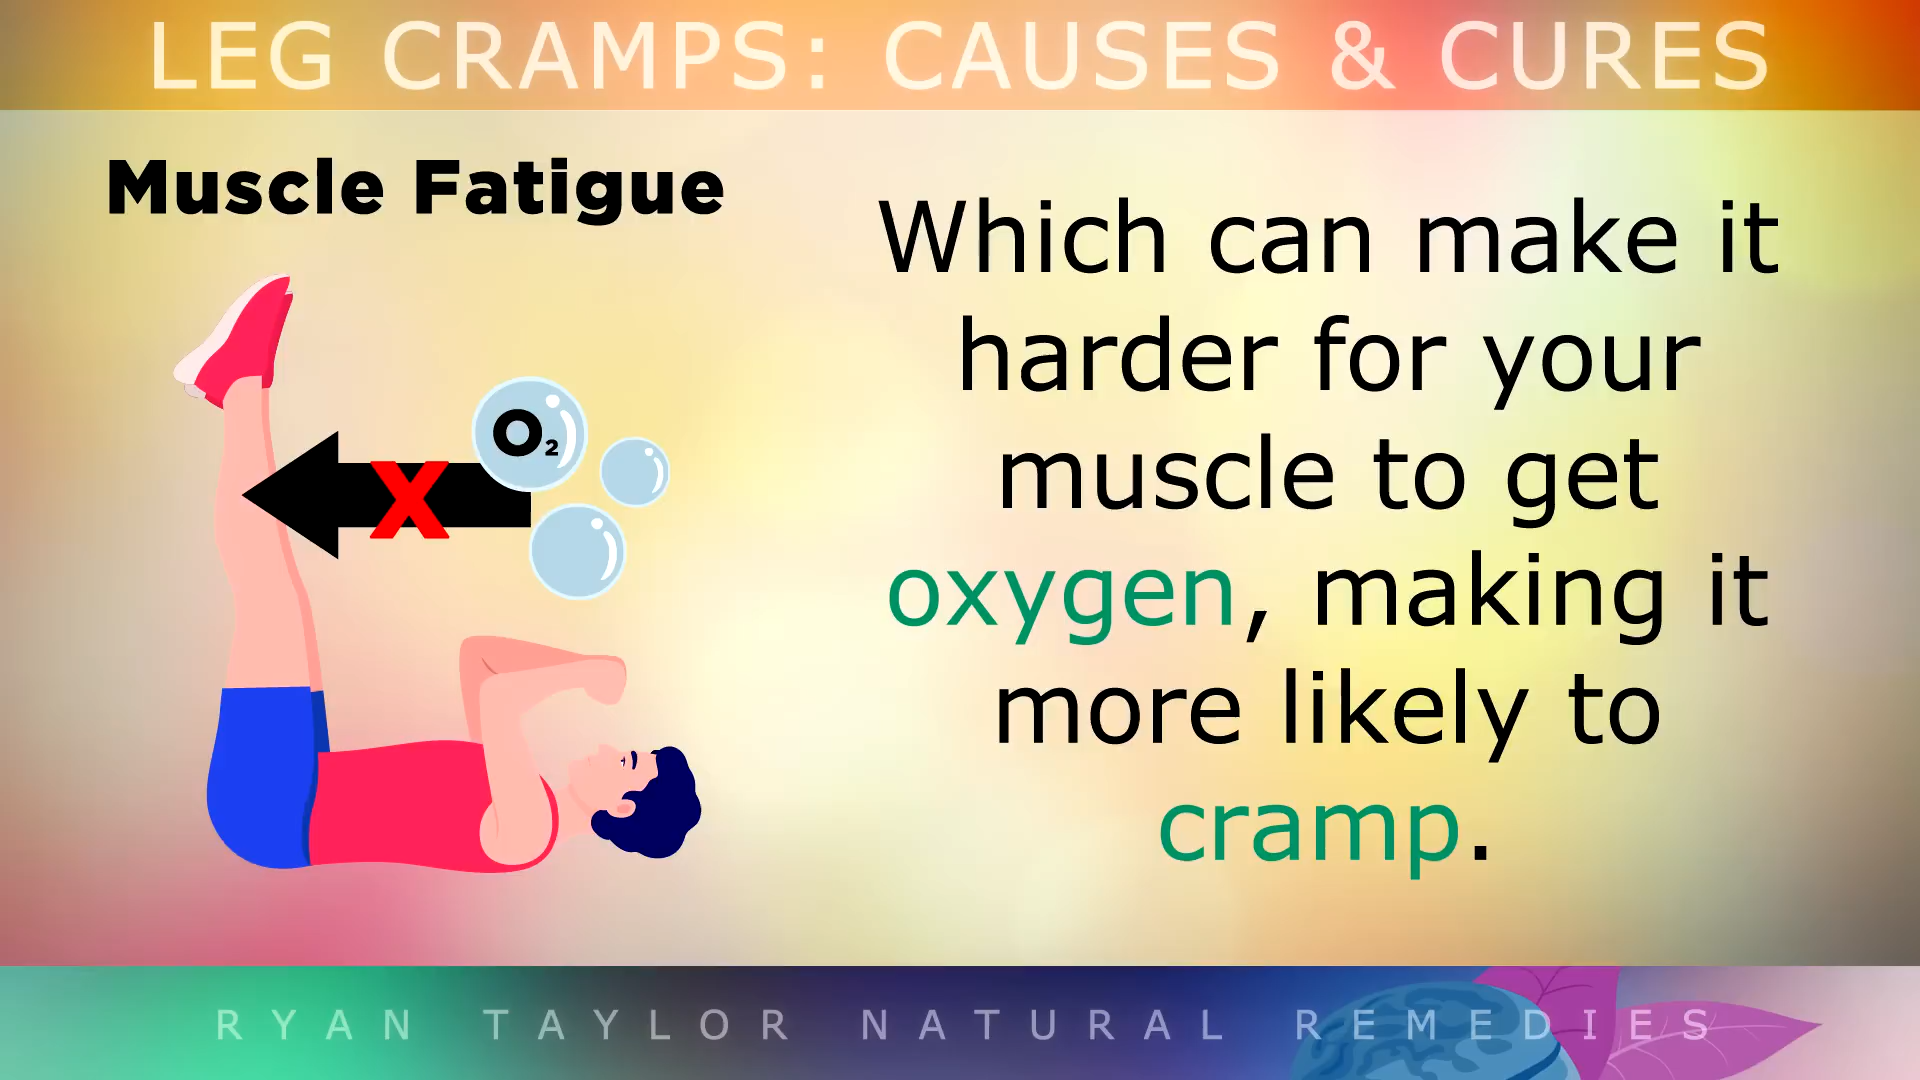 LEG CRAMPS: CAUSES & CURES
Muscle Fatigue
O₂
X
Which can make it
harder for your
muscle to get
oxygen, making it
more likely to
cramp.
RYAN TAYLOR NATURAL REMEDIES